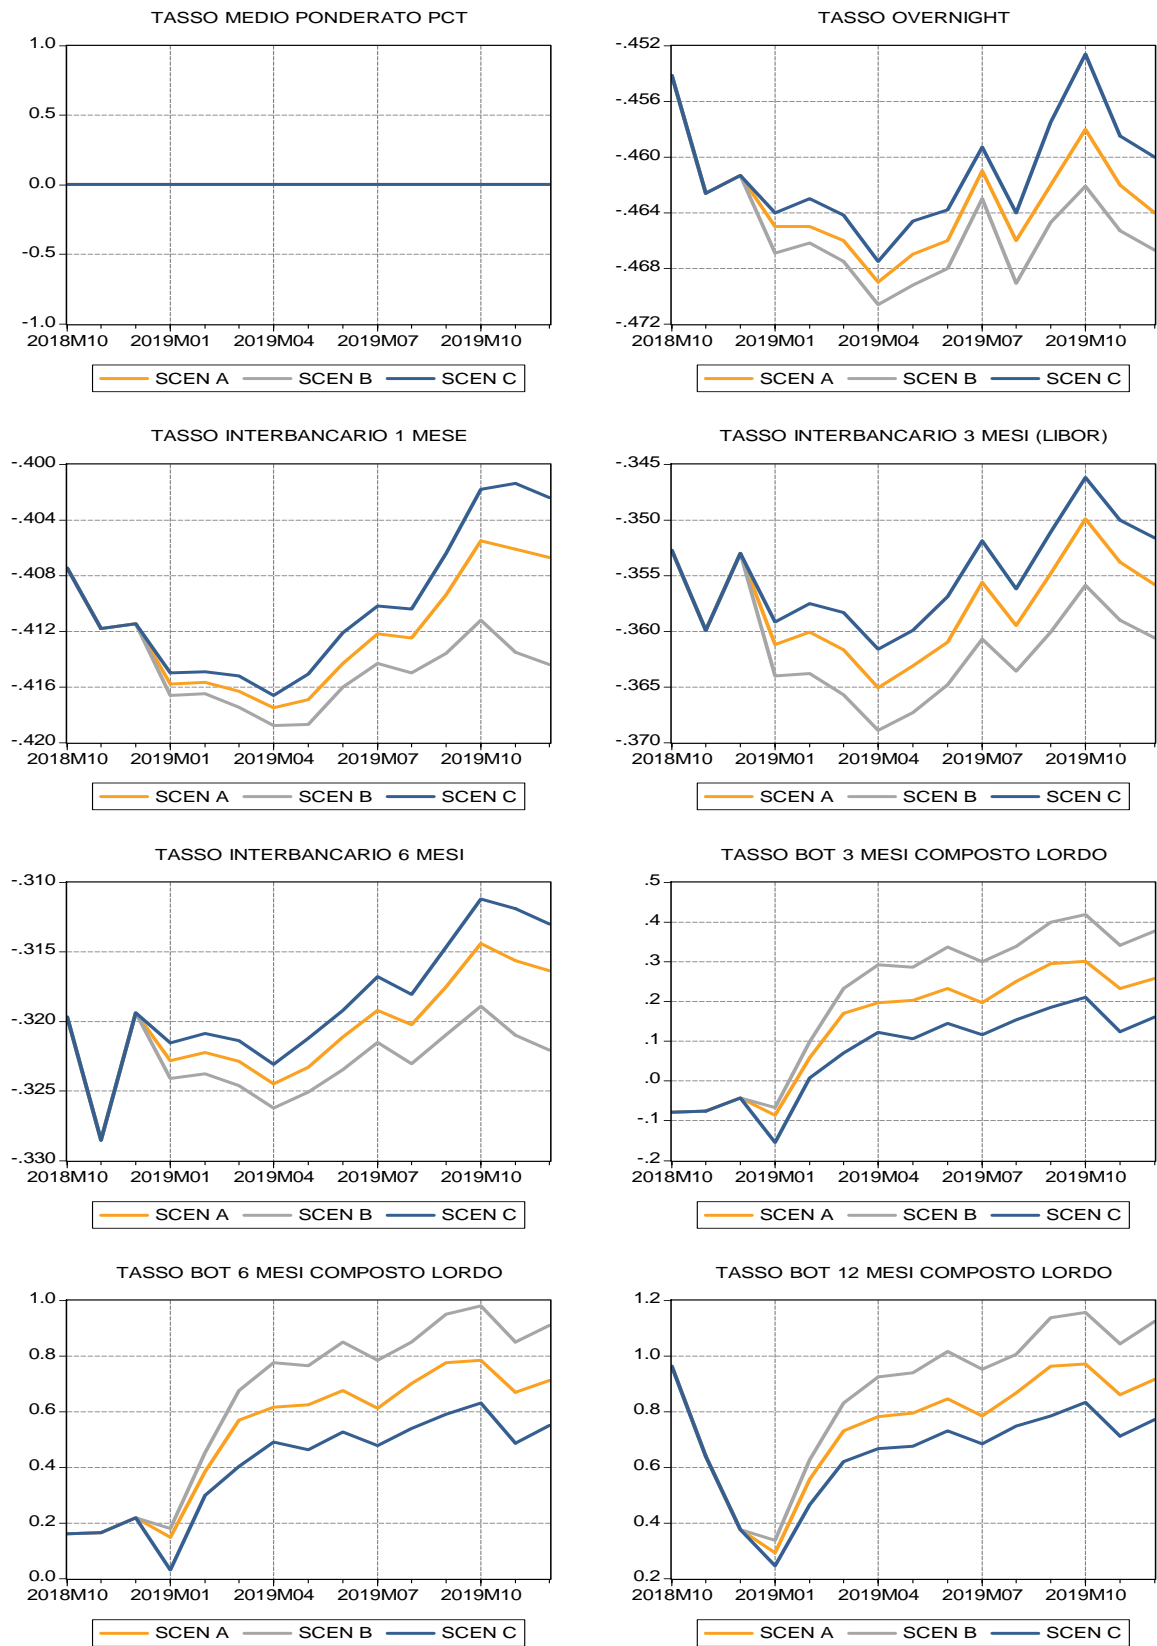 TASSO MEDIO PONDERATO PCT
1.0
0.5
0.0
-0.5
-1.0
2018M10 2019M01 2019M04 2019M07 2019M10
SCEN A SCEN B SCEN C
TASSO OVERNIGHT
-.452
-.456
-.460
-.464
-.468
-.472
2018M10 2019M01 2019M04 2019M07 2019M10
SCEN A SCEN B SCEN C
TASSO INTERBANCARIO 1 MESE
-.400
-.404
-.408
-.412
-.416
-.420
2018M10 2019M01 2019M04 2019M07 2019M10
SCEN A SCEN B SCEN C
TASSO INTERBANCARIO 3 MESI (LIBOR)
-.345
-.350
-.355
-.360
-.365
-.370
2018M10 2019M01 2019M04 2019M07 2019M10
SCEN A SCEN B SCEN C
TASSO INTERBANCARIO 6 MESI
-.310
-.315
-.320
-.325
-.330
2018M10 2019M01 2019M04 2019M07 2019M10
SCEN A SCEN B SCEN C
TASSO BOT 3 MESI COMPOSTO LORDO
.5
.4
.3
.2
.1
.0
-.1
-.2
2018M10 2019M01 2019M04 2019M07 2019M10
SCEN A SCEN B SCEN C
TASSO BOT 6 MESI COMPOSTO LORDO
1.0
0.8
0.6
0.4
0.2
0.0
2018M10 2019M01 2019M04 2019M07 2019M10
SCEN A SCEN B SCEN C
TASSO BOT 12 MESI COMPOSTO LORDO
1.2
1.0
0.8
0.6
0.4
0.2
2018M10 2019M01 2019M04 2019M07 2019M10
SCEN A SCEN B SCEN C